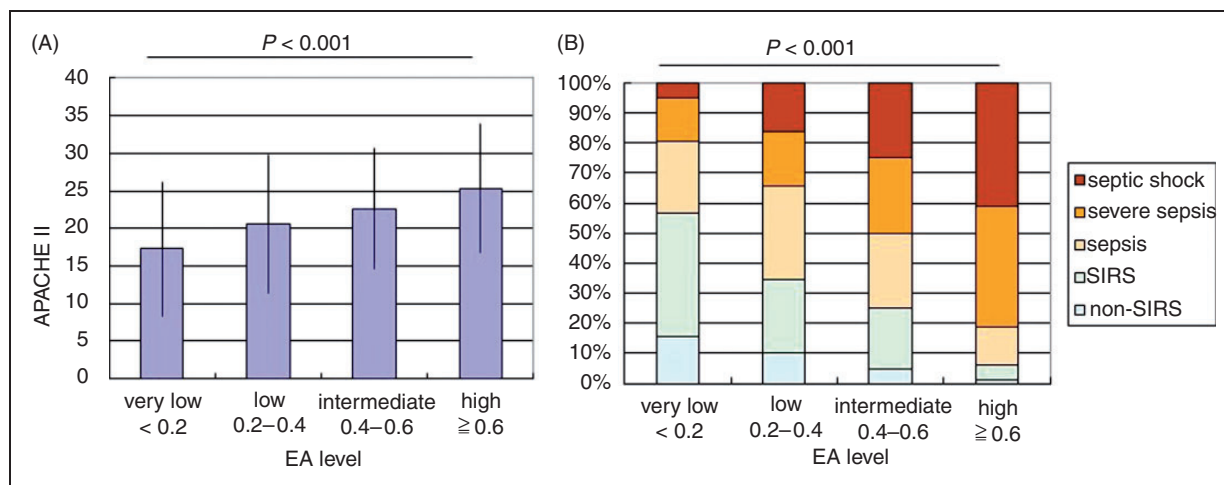 (A)
P < 0.001
APACHE II
40
35
30
25
20
15
10
5
0
very low low intermediate high
< 0.2 0.2–0.4 0.4–0.6 ≧ 0.6
EA level
(B)
P < 0.001
100%
90%
80%
70%
60%
50%
40%
30%
20%
10%
0%
very low low intermediate high
< 0.2 0.2–0.4 0.4–0.6 ≧ 0.6
EA level
septic shock
severe sepsis
sepsis
SIRS
non-SIRS